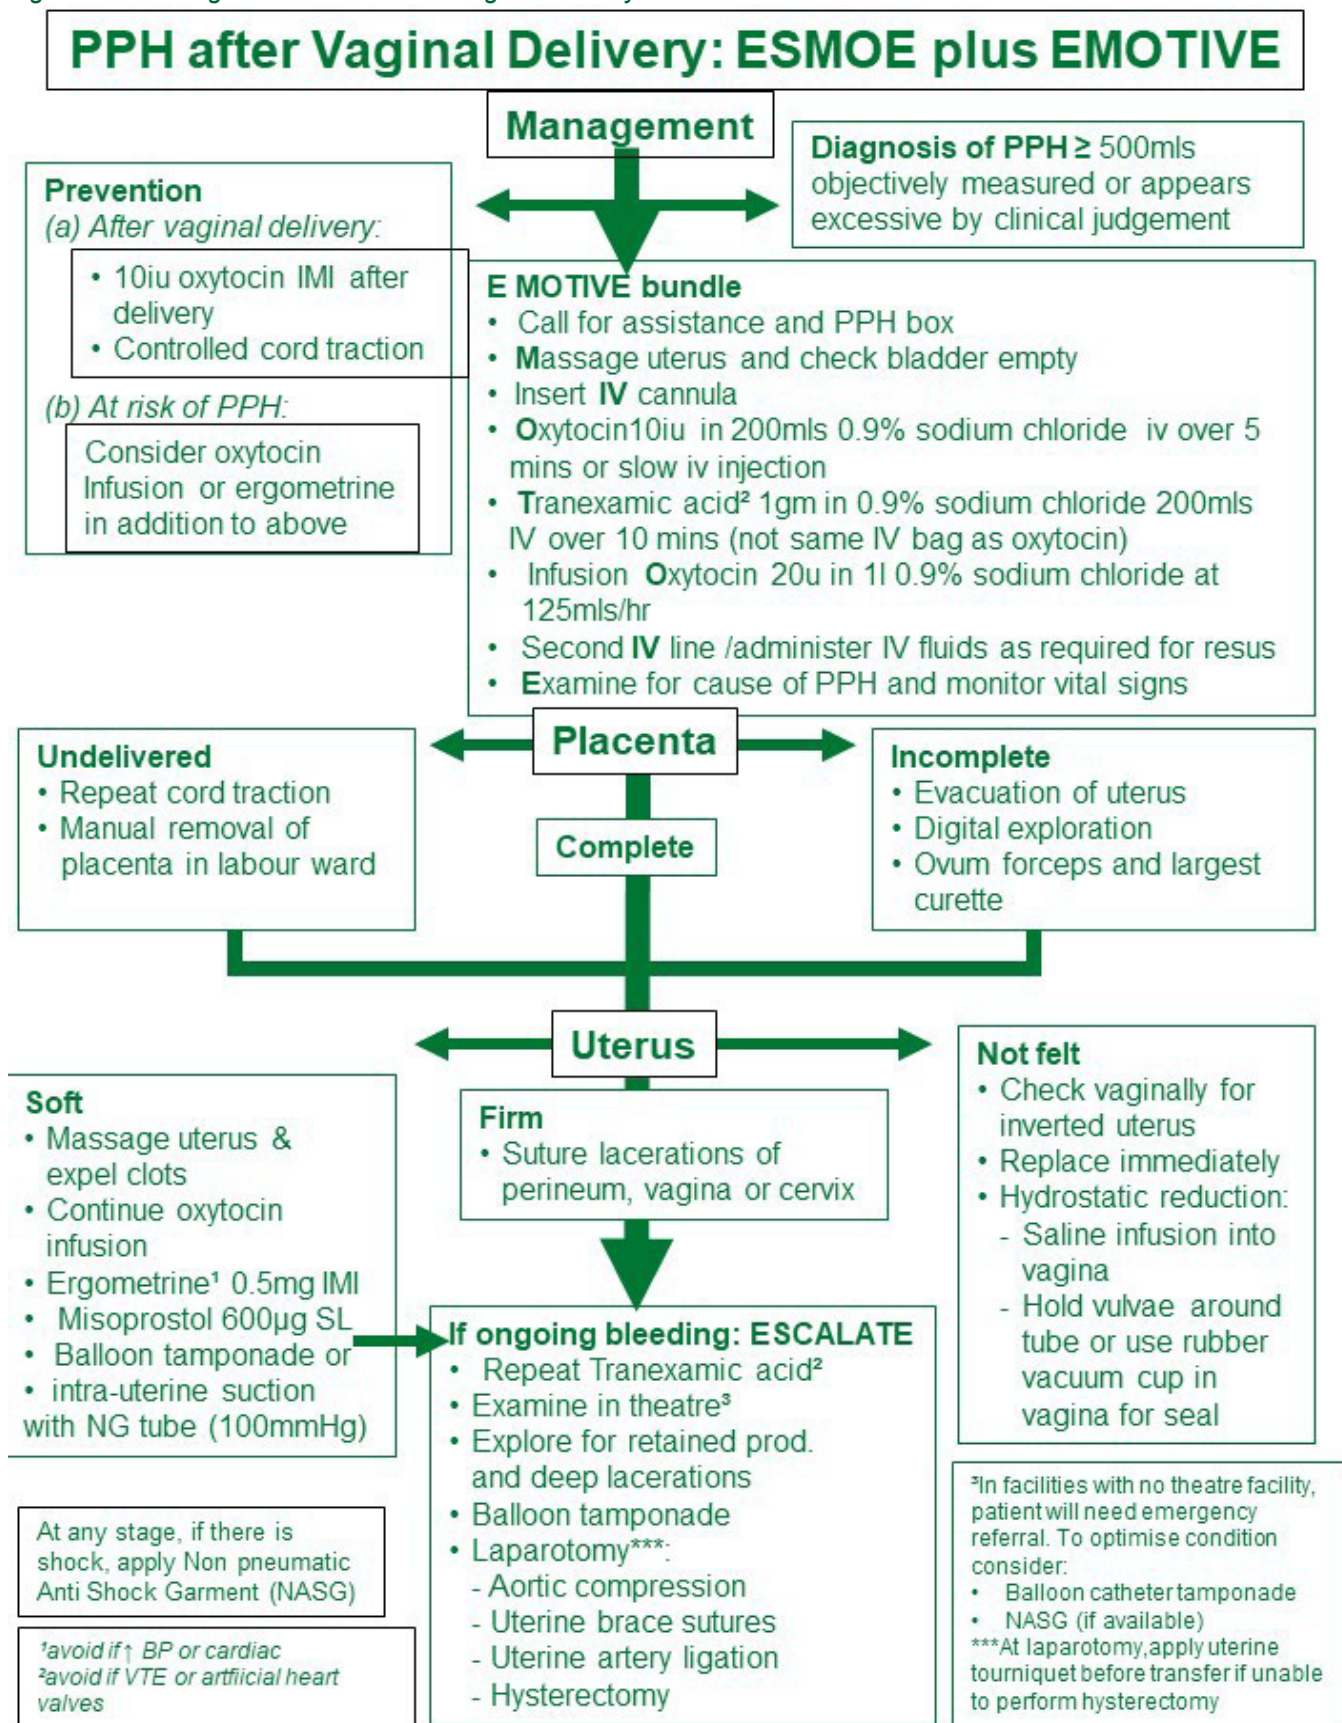 PPH after Vaginal Delivery: ESMOE plus EMOTIVE
Management
Diagnosis of PPH ≥ 500mls
objectively measured or appears
excessive by clinical judgement
Prevention
(a) After vaginal delivery:
• 10iu oxytocin IMI after
delivery
• Controlled cord traction
(b) At risk of PPH:
Consider oxytocin
Infusion or ergometrine
in addition to above
E MOTIVE bundle
• Call for assistance and PPH box
• Massage uterus and check bladder empty
• Insert IV cannula
• Oxytocin10iu in 200mls 0.9% sodium chloride iv over 5
mins or slow iv injection
• Tranexamic acid² 1gm in 0.9% sodium chloride 200mls
IV over 10 mins (not same IV bag as oxytocin)
• Infusion Oxytocin 20u in 1l 0.9% sodium chloride at
125mls/hr
• Second IV line /administer IV fluids as required for resus
• Examine for cause of PPH and monitor vital signs
Placenta
Undelivered
• Repeat cord traction
• Manual removal of
placenta in labour ward
Complete
Incomplete
• Evacuation of uterus
• Digital exploration
• Ovum forceps and largest
curette
Uterus
Soft
• Massage uterus &
expel clots
• Continue oxytocin
infusion
• Ergometrine¹ 0.5mg IMI
• Misoprostol 600µg SL
• Balloon tamponade or
• intra-uterine suction
with NG tube (100mmHg)
Firm
• Suture lacerations of
perineum, vagina or cervix
Not felt
• Check vaginally for
inverted uterus
• Replace immediately
• Hydrostatic reduction:
- Saline infusion into
vagina
- Hold vulvae around
tube or use rubber
vacuum cup in
vagina for seal
If ongoing bleeding: ESCALATE
• Repeat Tranexamic acid²
• Examine in theatre³
• Explore for retained prod.
and deep lacerations
• Balloon tamponade
• Laparotomy***:
- Aortic compression
- Uterine brace sutures
- Uterine artery ligation
- Hysterectomy
At any stage, if there is
shock, apply Non pneumatic
Anti Shock Garment (NASG)
¹avoid if ↑ BP or cardiac
²avoid if VTE or artfiicial heart
valves
³In facilities with no theatre facility,
patient will need emergency
referral. To optimise condition
consider:
• Balloon catheter tamponade
• NASG (if available)
***At laparotomy,apply uterine
tourniquet before transfer if unable
to perform hysterectomy